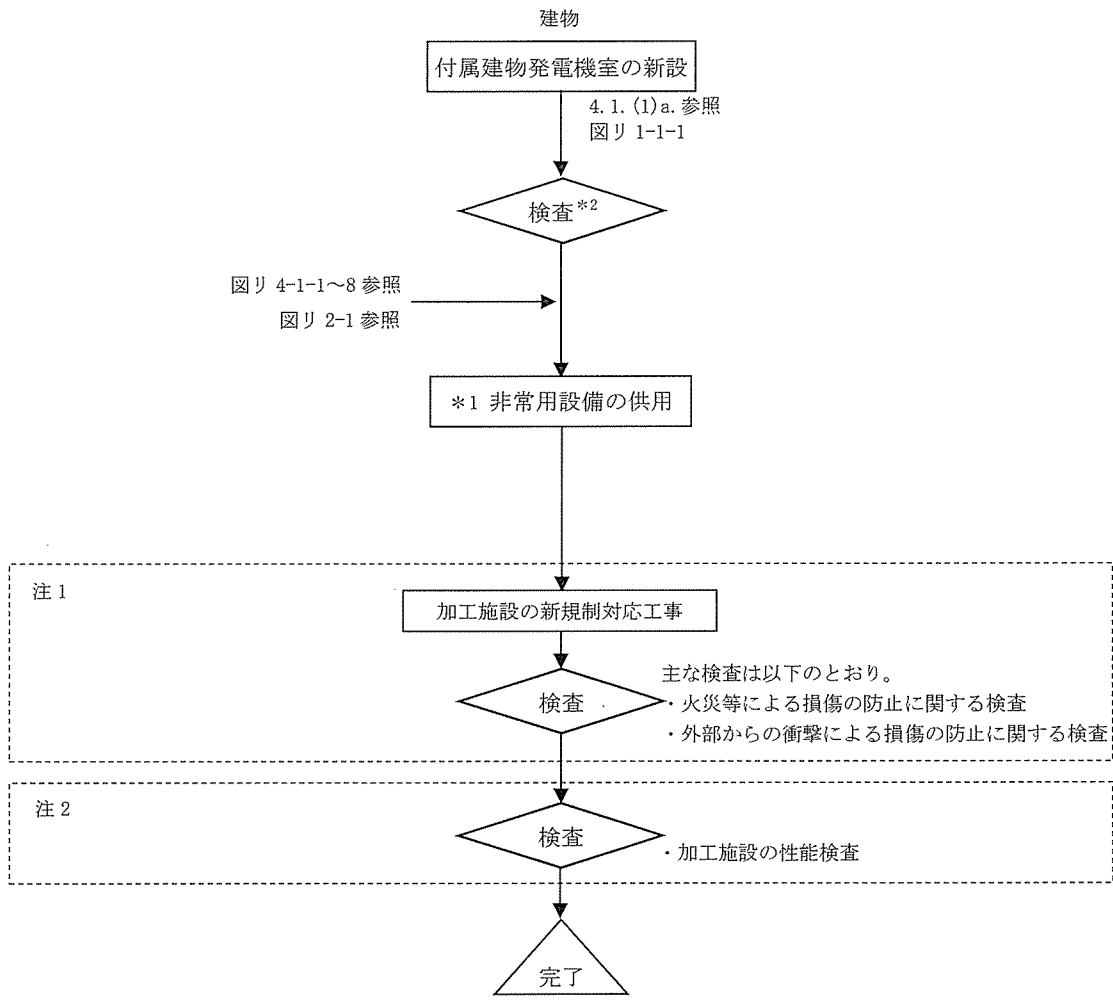 建物
付属建物発電機室の新設
4.1.(1)a.参照
図リ 1-1-1
検査*2
図リ 4-1-1～8 参照
図リ 2-1 参照
*1 非常用設備の供用
注 1
加工施設の新規制対応工事
主な検査は以下のとおり。
検査
・火災等による損傷の防止に関する検査
・外部からの衝撃による損傷の防止に関する検査
注 2
検査
・加工施設の性能検査
完了